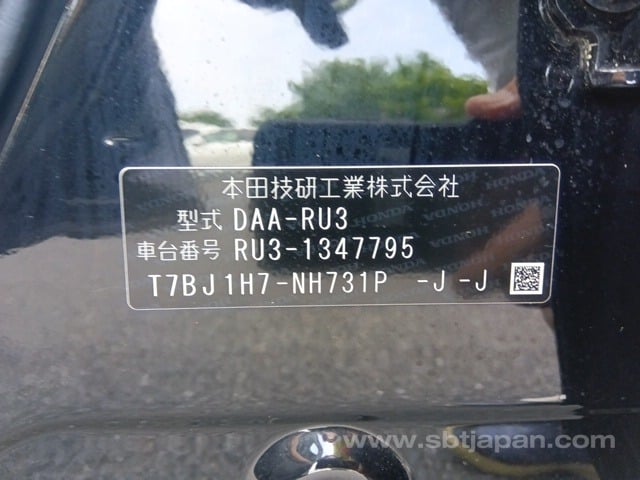 本田技研工業株式会社
型式 DAA-RU3
車台番号 RU3-1347795
T7BJ1H7-NH731P -J -J
www.sbtjapan.com